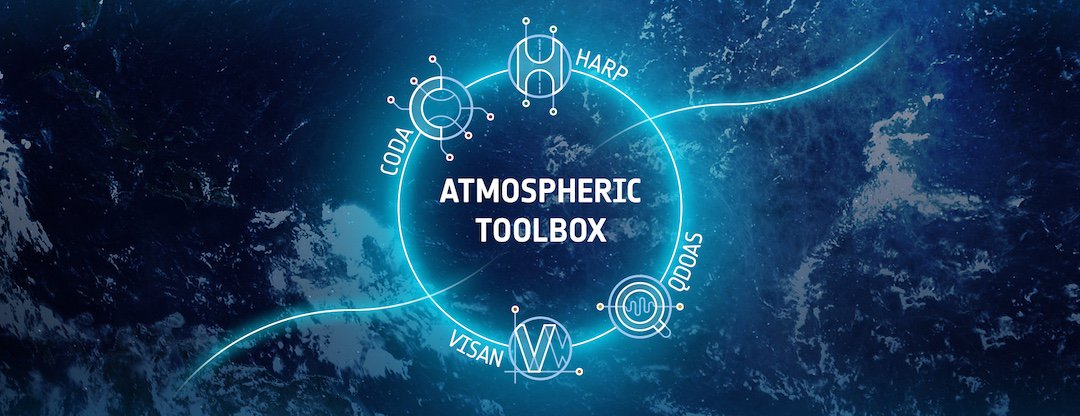 HARP
CODA
ATMOSPHERIC
TOOLBOX
QDOAS
VISAN